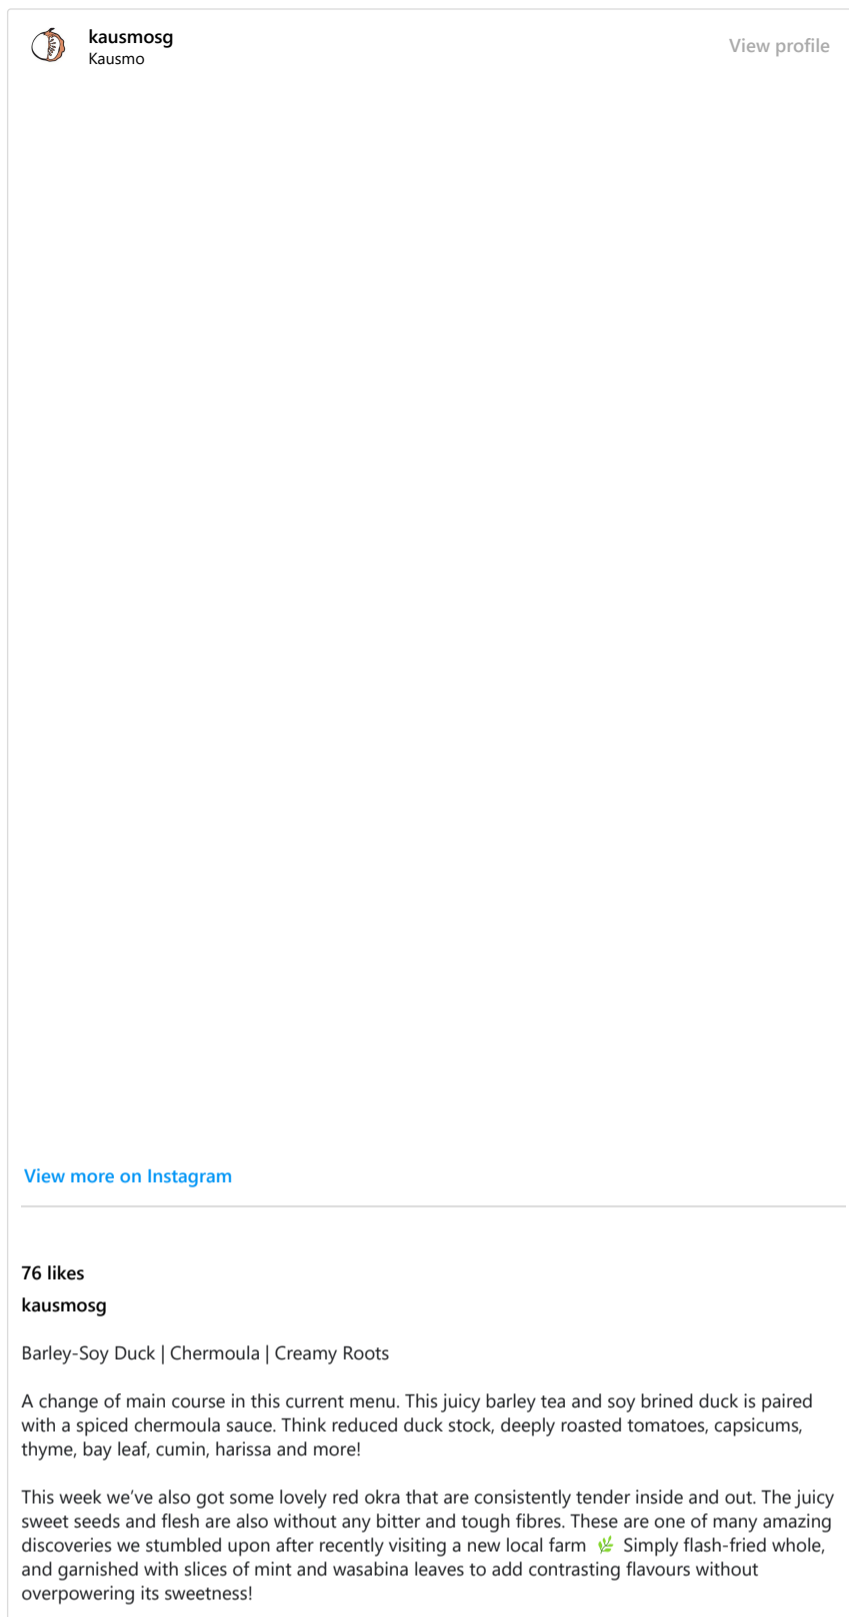 kausmosg
Kausmo
View profile
View more on Instagram
76 likes
kausmosg
Barley-Soy Duck | Chermoula | Creamy Roots
A change of main course in this current menu. This juicy barley tea and soy brined duck is paired
with a spiced chermoula sauce. Think reduced duck stock, deeply roasted tomatoes, capsicums,
thyme, bay leaf, cumin, harissa and more!
This week we’ve also got some lovely red okra that are consistently tender inside and out. The juicy
sweet seeds and flesh are also without any bitter and tough fibres. These are one of many amazing
discoveries we stumbled upon after recently visiting a new local farm 🌿 Simply flash-fried whole,
and garnished with slices of mint and wasabina leaves to add contrasting flavours without
overpowering its sweetness!